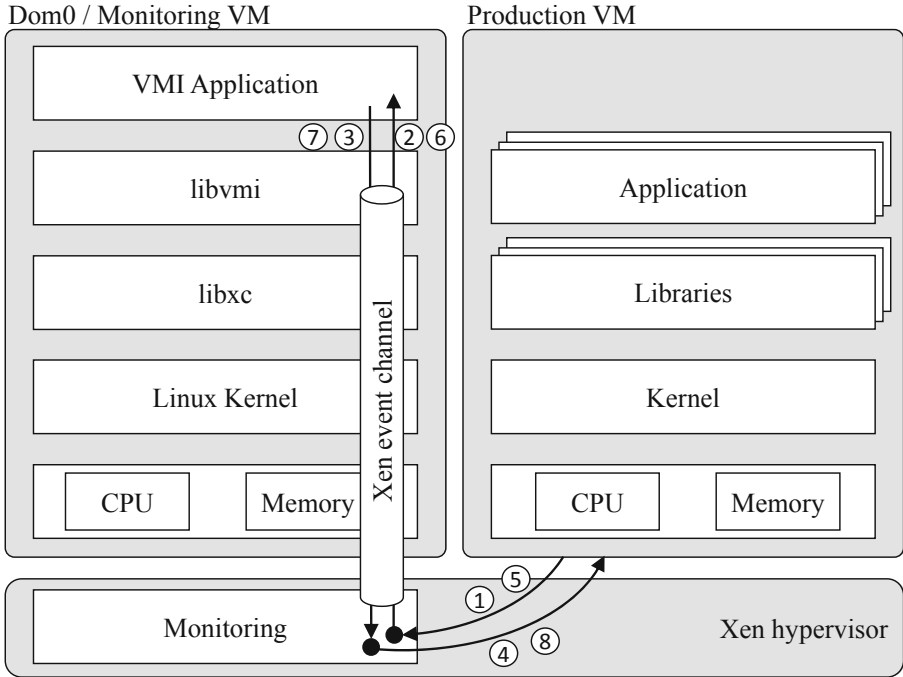 Dom0 / Monitoring VM
Production VM
VMI Application
⑦ ③ ② ⑥
libvmi
Application
libxc
Libraries
Xen event channel
Linux Kernel
Kernel
CPU
Memory
CPU
Memory
① ⑤
Monitoring
④ ⑧
Xen hypervisor